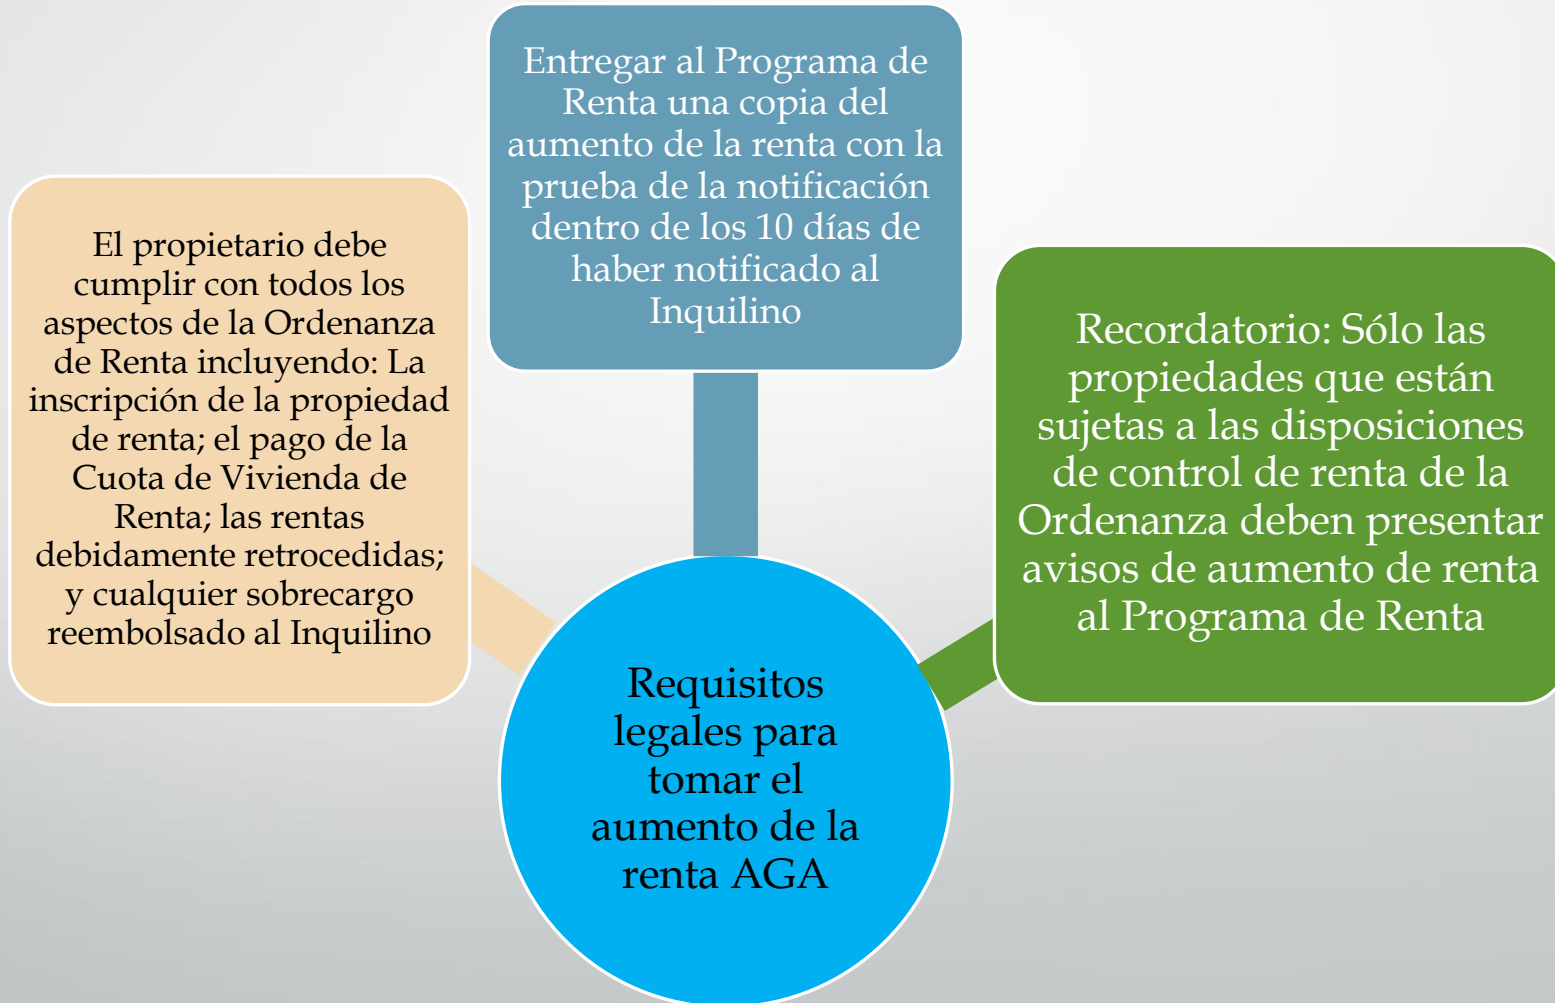 El propietario debe
cumplir con todos los
aspectos de la Ordenanza
de Renta incluyendo: La
inscripción de la propiedad
de renta; el pago de la
Cuota de Vivienda de
Renta; las rentas
debidamente retrocedidas;
y cualquier sobrecargo
reembolsado al Inquilino
Entregar al Programa de
Renta una copia del
aumento de la renta con la
prueba de la notificación
dentro de los 10 días de
haber notificado al
Inquilino
Recordatorio: Sólo las
propiedades que están
sujetas a las disposiciones
de control de renta de la
Ordenanza deben presentar
avisos de aumento de renta
al Programa de Renta
Requisitos
legales para
tomar el
aumento de la
renta AGA